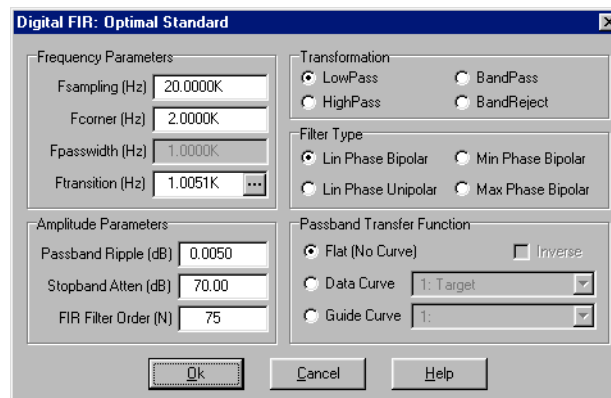 Digital FIR: Optimal Standard
Frequency Parameters
Fsampling (Hz) 20.0000K
Fcorner (Hz) 2.0000K
Fpasswidth (Hz) 1.0000K
Ftransition (Hz) 1.0051K ...
Amplitude Parameters
Passband Ripple (dB) 0.0050
Stopband Atten (dB) 70.00
FIR Filter Order (N) 75
Transformation
LowPass BandPass
HighPass BandReject
Filter Type
Lin Phase Bipolar Min Phase Bipolar
Lin Phase Unipolar Max Phase Bipolar
Passband Transfer Function
Flat (No Curve) Inverse
Data Curve 1: Target
Guide Curve 1:
Ok Cancel Help